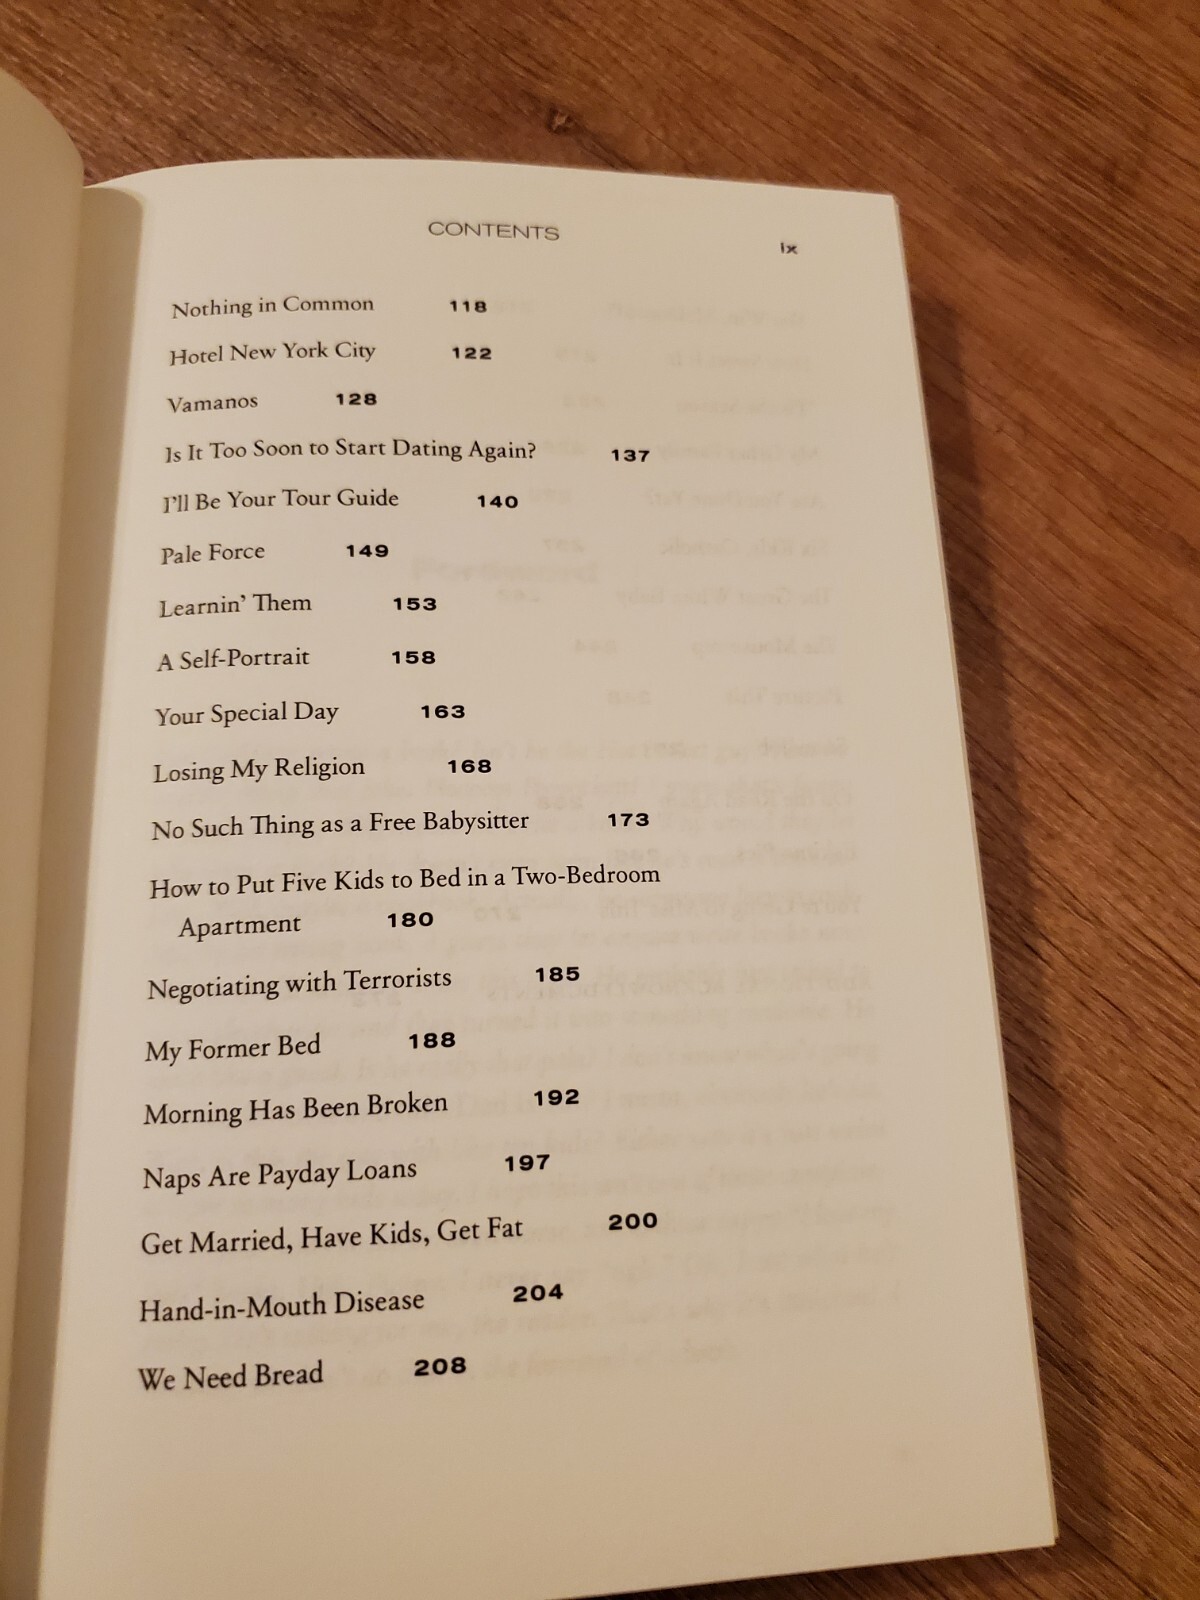 CONTENTS
ix
Nothing in Common 118
Hotel New York City 122
Vamanos 128
Is It Too Soon to Start Dating Again? 137
I'll Be Your Tour Guide 140
Pale Force 149
Learnin' Them 153
A Self-Portrait 158
Your Special Day 163
Losing My Religion 168
No Such Thing as a Free Babysitter 173
How to Put Five Kids to Bed in a Two-Bedroom
Apartment 180
Negotiating with Terrorists 185
My Former Bed 188
Morning Has Been Broken 192
Naps Are Payday Loans 197
Get Married, Have Kids, Get Fat 200
Hand-in-Mouth Disease 204
We Need Bread 208